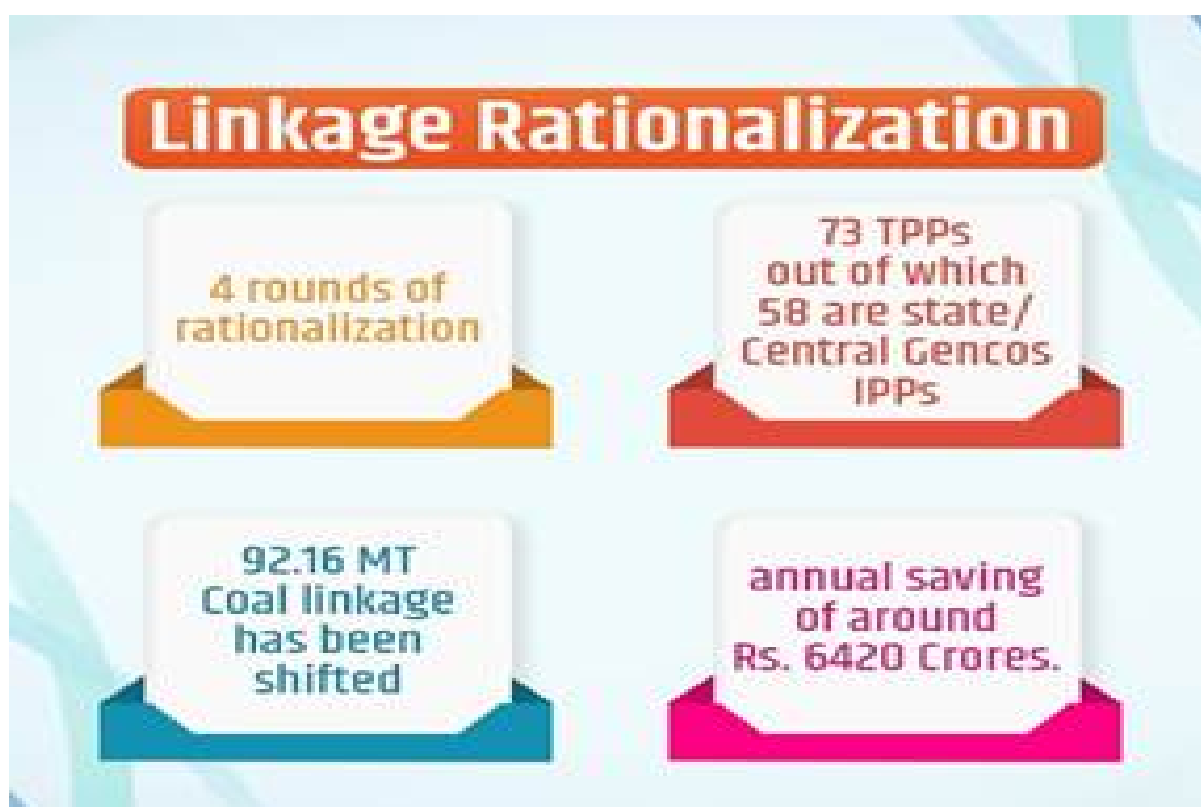 Linkage Rationalization
4 rounds of
rationalization
73 TPPs
out of which
58 are state/
Central Gencos
IPPs
92.16 MT
Coal linkage
has been
shifted
annual saving
of around
Rs. 6420 Crores.